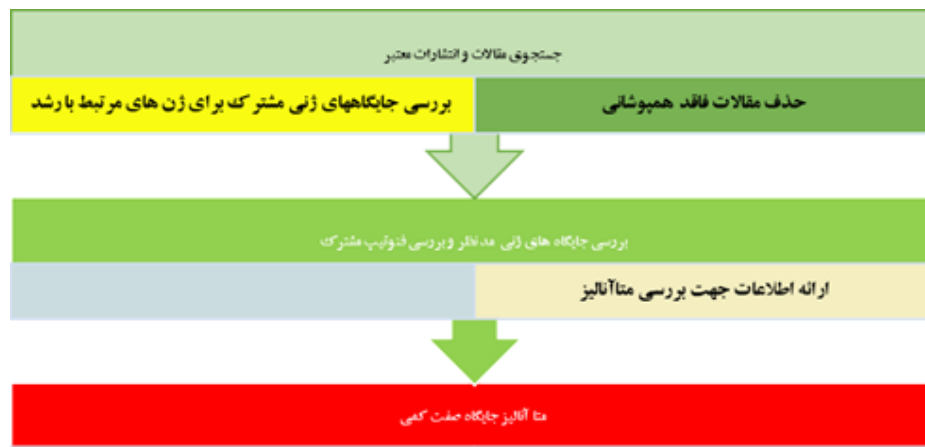 جستجوی مقالات و انتشارات معتبر
حذف مقالات فاقد همپوشانی
بررسی جایگاههای ژنی مشترک برای ژن های مرتبط با رشد
بررسی جایگاه های ژنی مدنظر و بررسی فنوتیپ مشترک
ارائه اطلاعات جهت بررسی متاآنالیز
متا آنالیز جایگاه صفت کمی